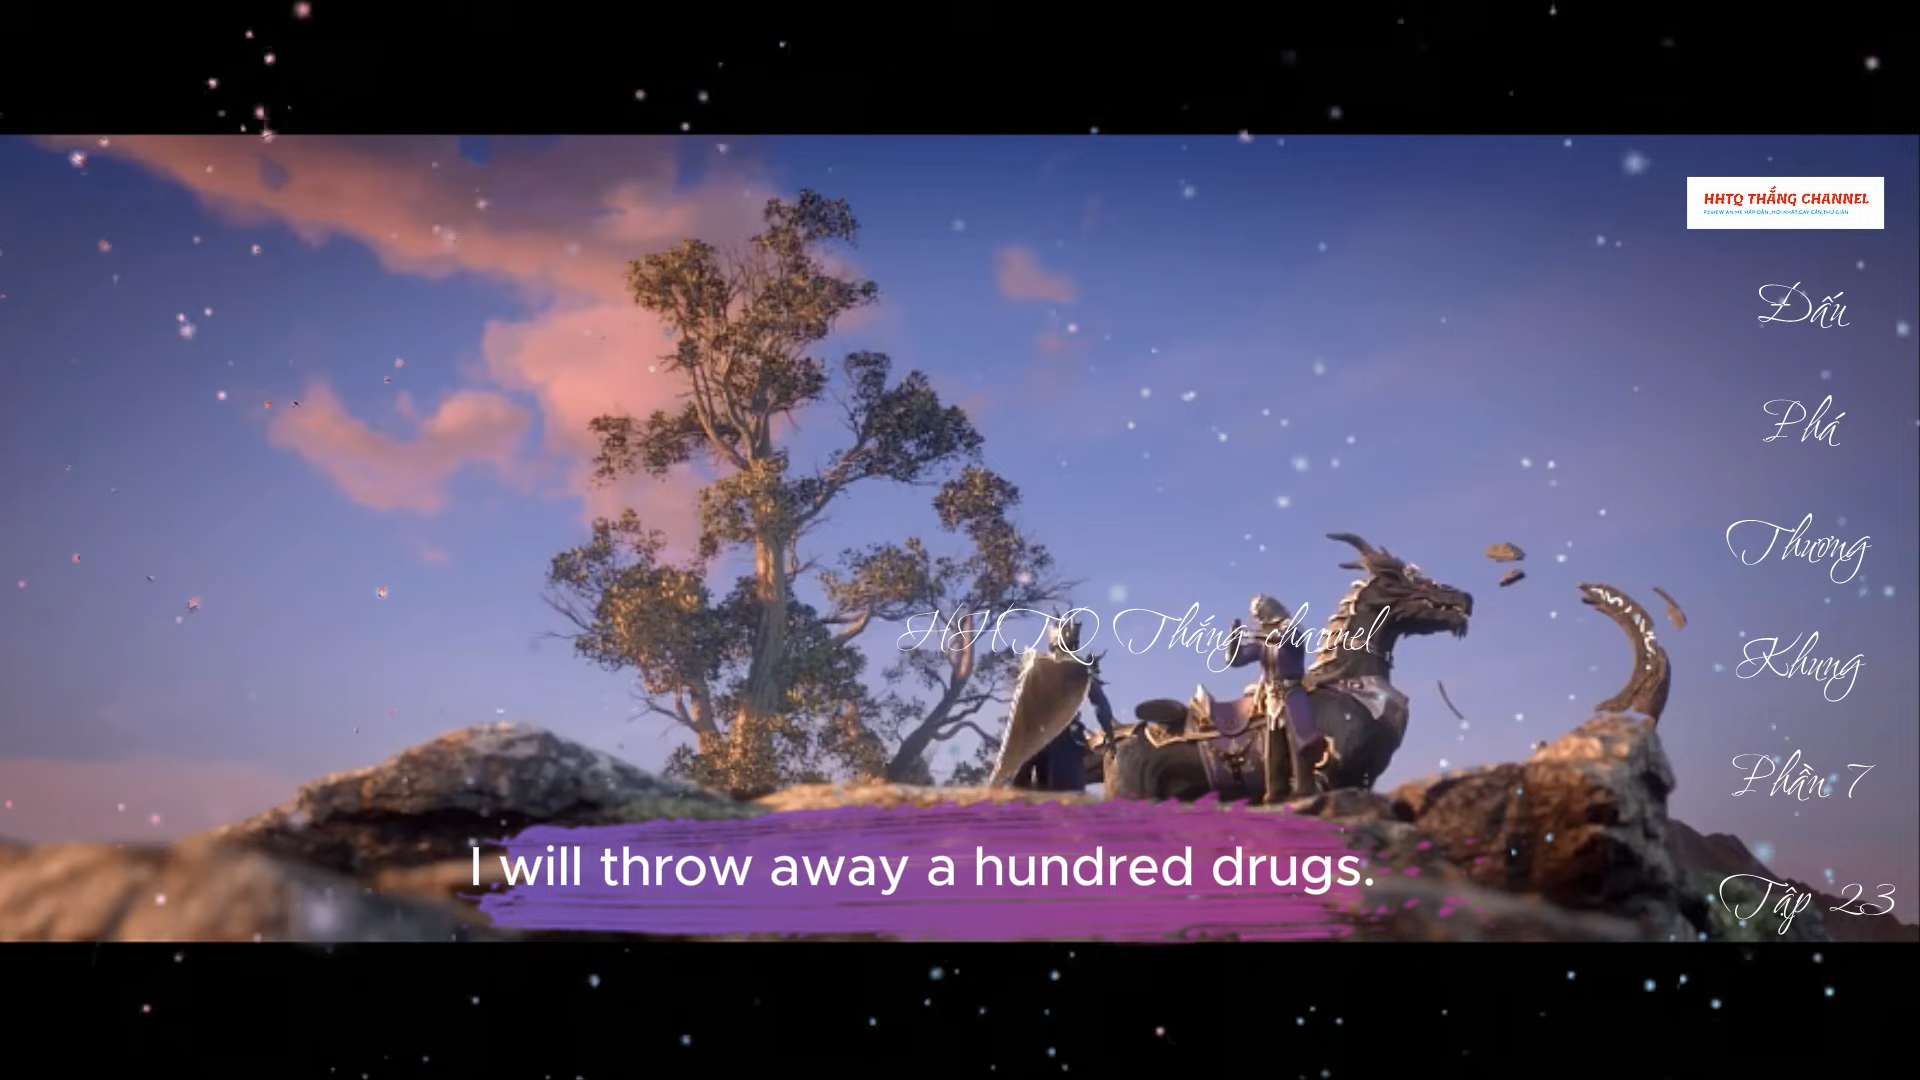 HHTQ THẮNG CHANNEL
Đấu
Phá
Thương
HHTQ Thắng channel
Khung
Phần 7
I will throw away a hundred drugs.
Tập 23